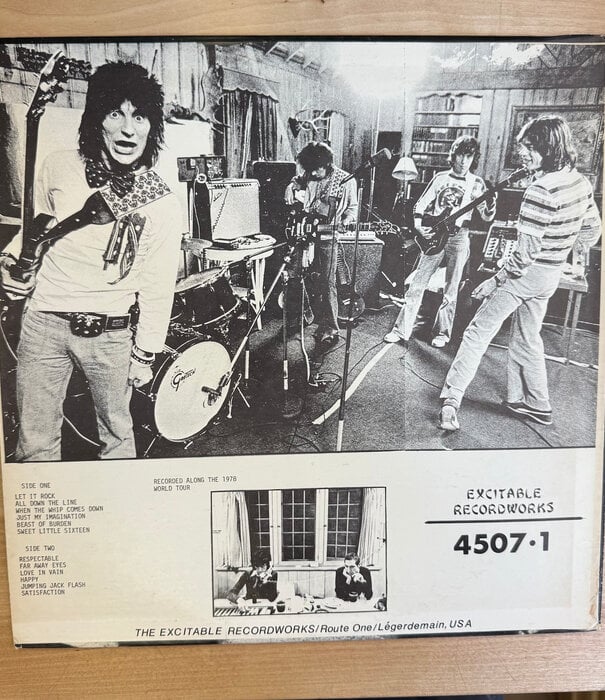 Gretsch
SIDE ONE
LET IT ROCK
ALL DOWN THE LINE
WHEN THE WHIP COMES DOWN
JUST MY IMAGINATION
BEAST OF BURDEN
SWEET LITTLE SIXTEEN
SIDE TWO
RESPECTABLE
FAR AWAY EYES
LOVE IN VAIN
HAPPY
JUMPING JACK FLASH
SATISFACTION
RECORDED ALONG THE 1978
WORLD TOUR
EXCITABLE
RECORDWORKS
4507·1
THE EXCITABLE RECORDWORKS/Route One/Légerdemain, USA